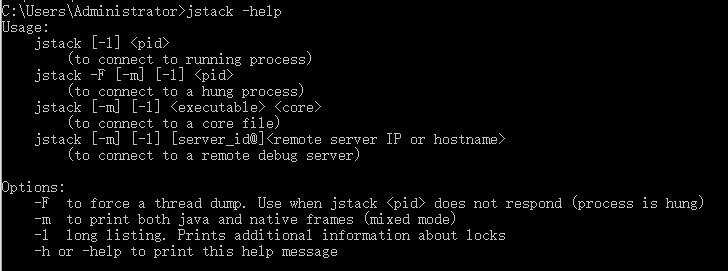 C:\Users\Administrator>jstack -help
Usage:
    jstack [-l] <pid>
        (to connect to running process)
    jstack -F [-m] [-l] <pid>
        (to connect to a hung process)
    jstack [-m] [-l] <executable> <core>
        (to connect to a core file)
    jstack [-m] [-l] [server_id@]<remote server IP or hostname>
        (to connect to a remote debug server)

Options:
    -F  to force a thread dump. Use when jstack <pid> does not respond (process is hung)
    -m  to print both java and native frames (mixed mode)
    -l  long listing. Prints additional information about locks
    -h or -help to print this help message